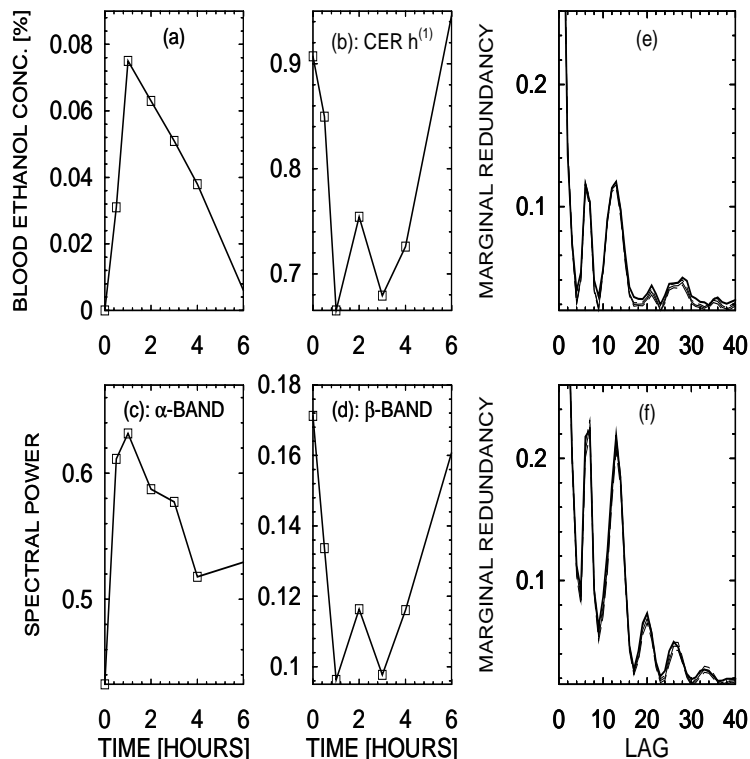 BLOOD ETHANOL CONC. [%]
0.08
0.06
0.04
0.02
0
(a)
0 2 4 6
0.9
0.8
0.7
(b): CER h(1)
0 2 4 6
MARGINAL REDUNDANCY
0.2
0.1
(e)
0 10 20 30 40
SPECTRAL POWER
0.6
0.5
(c): α-BAND
0 2 4 6
TIME [HOURS]
0.18
0.16
0.14
0.12
0.1
(d): β-BAND
0 2 4 6
TIME [HOURS]
MARGINAL REDUNDANCY
0.2
0.1
(f)
0 10 20 30 40
LAG